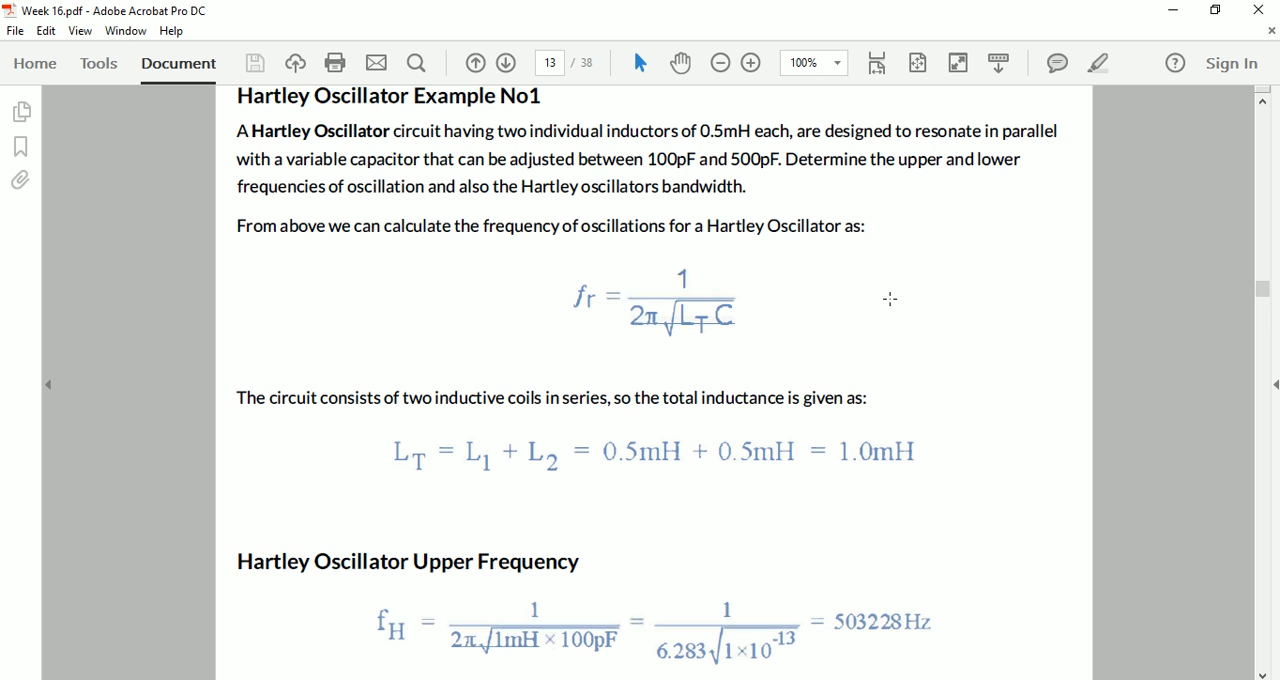 Week 16.pdf - Adobe Acrobat Pro DC
File Edit View Window Help
Home Tools Document 13 / 38 100% Sign In
Hartley Oscillator Example No1
A Hartley Oscillator circuit having two individual inductors of 0.5mH each, are designed to resonate in parallel
with a variable capacitor that can be adjusted between 100pF and 500pF. Determine the upper and lower
frequencies of oscillation and also the Hartley oscillators bandwidth.
From above we can calculate the frequency of oscillations for a Hartley Oscillator as:
fr = 1 / 2π√LT C
The circuit consists of two inductive coils in series, so the total inductance is given as:
LT = L1 + L2 = 0.5mH + 0.5mH = 1.0mH
Hartley Oscillator Upper Frequency
fH = 1 / 2π√1mH × 100pF = 1 / 6.283√1×10-13 = 503228Hz